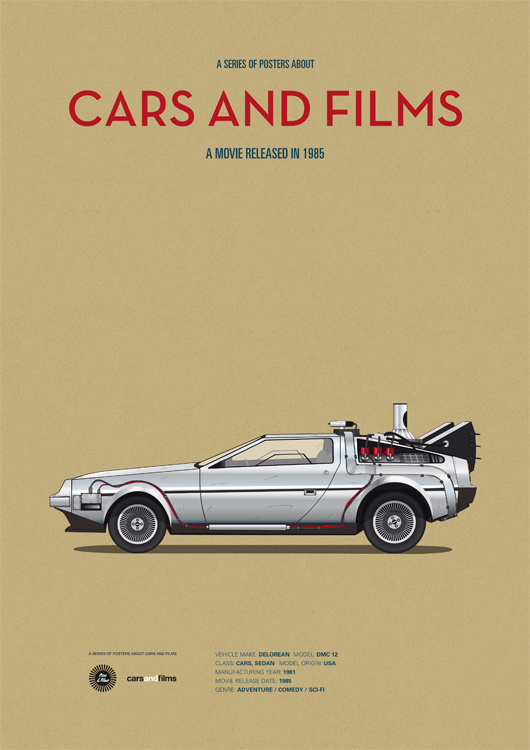 A SERIES OF POSTERS ABOUT
CARS AND FILMS
A MOVIE RELEASED IN 1985
A SERIES OF POSTERS ABOUT CARS AND FILMS
carsandfilms
VEHICLE MAKE: DELOREAN MODEL: DMC 12
CLASS: CARS, SEDAN MODEL ORIGIN: USA
MANUFACTURING YEAR: 1981
MOVIE RELEASE DATE: 1985
GENRE: ADVENTURE / COMEDY / SCI-FI